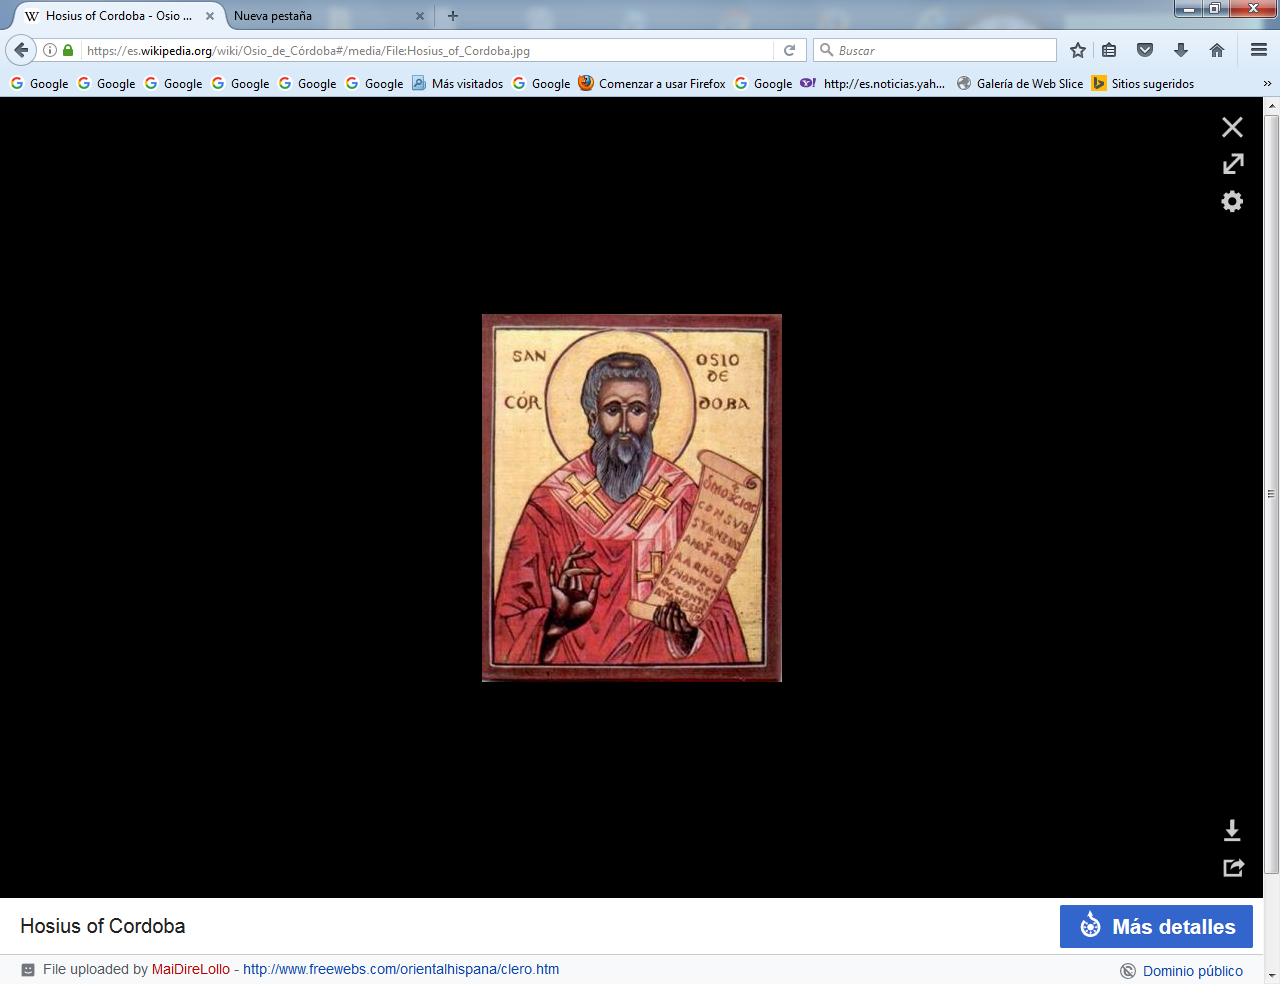 Hosius of Cordoba - Osio ...
Nueva pestaña
https://es.wikipedia.org/wiki/Osio_de_Córdoba#/media/File:Hosius_of_Cordoba.jpg
Buscar
Google
Google
Google
Google
Google
Google
Más visitados
Google
Comenzar a usar Firefox
Google
http://es.noticias.yah...
Galería de Web Slice
Sitios sugeridos
SAN OSIO
DE
CÓR DOBA
CONSVB
AARRIO
Hosius of Cordoba
Más detalles
File uploaded by MaiDireLollo - http://www.freewebs.com/orientalhispana/clero.htm
Dominio público